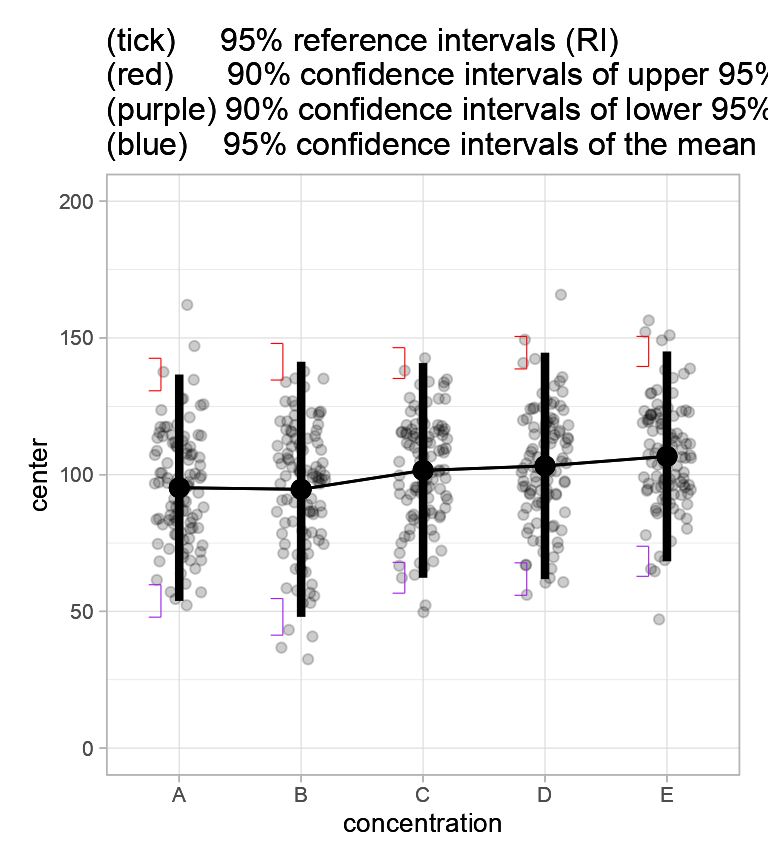 (tick) 95% reference intervals (RI)
(red) 90% confidence intervals of upper 95%
(purple) 90% confidence intervals of lower 95%
(blue) 95% confidence intervals of the mean
200
150
100
50
0
center
A B C D E
concentration